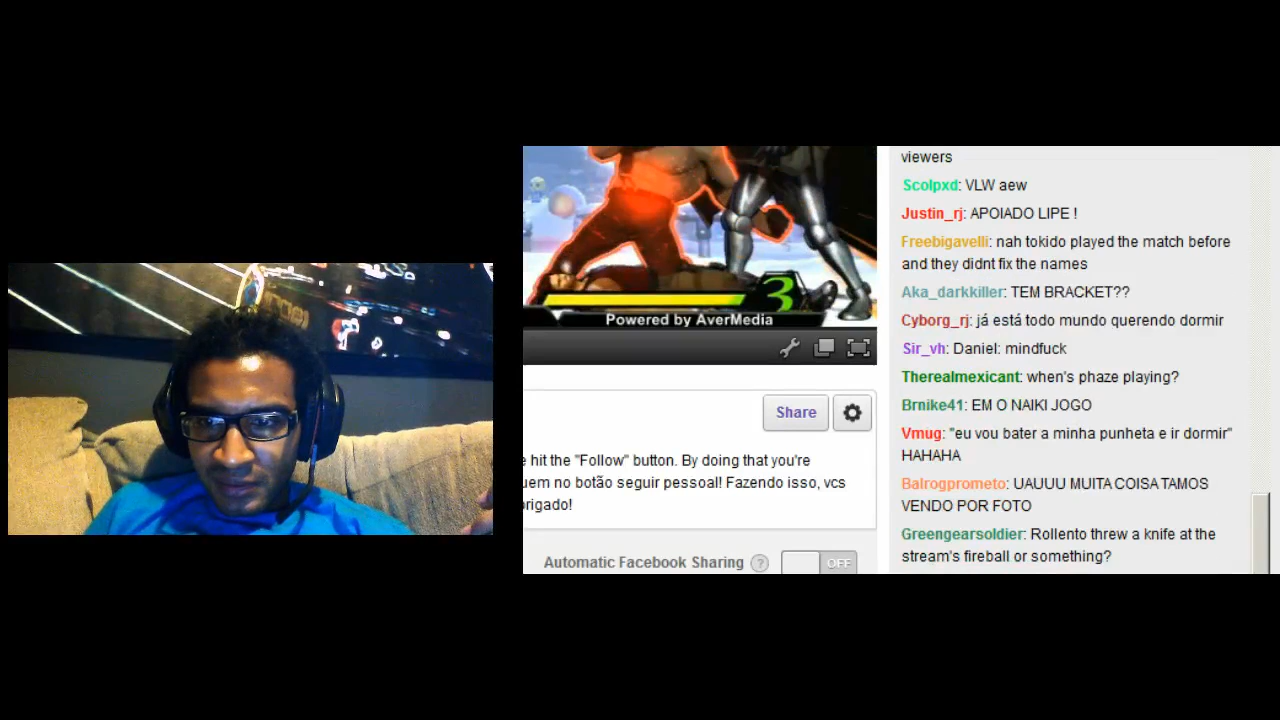 3
Powered by AverMedia
Share
e hit the "Follow" button. By doing that you're
uem no botão seguir pessoal! Fazendo isso, vcs
origado!
Automatic Facebook Sharing ? OFF
viewers
Scolpxd: VLW aew
Justin_rj: APOIADO LIPE !
Freebigavelli: nah tokido played the match before
and they didnt fix the names
Aka_darkkiller: TEM BRACKET??
Cyborg_rj: já está todo mundo querendo dormir
Sir_vh: Daniel: mindfuck
Therealmexicant: when's phaze playing?
Brnike41: EM O NAIKI JOGO
Vmug: "eu vou bater a minha punheta e ir dormir"
HAHAHA
Balrogprometo: UAUUU MUITA COISA TAMOS
VENDO POR FOTO
Greengearsoldier: Rollento threw a knife at the
stream's fireball or something?